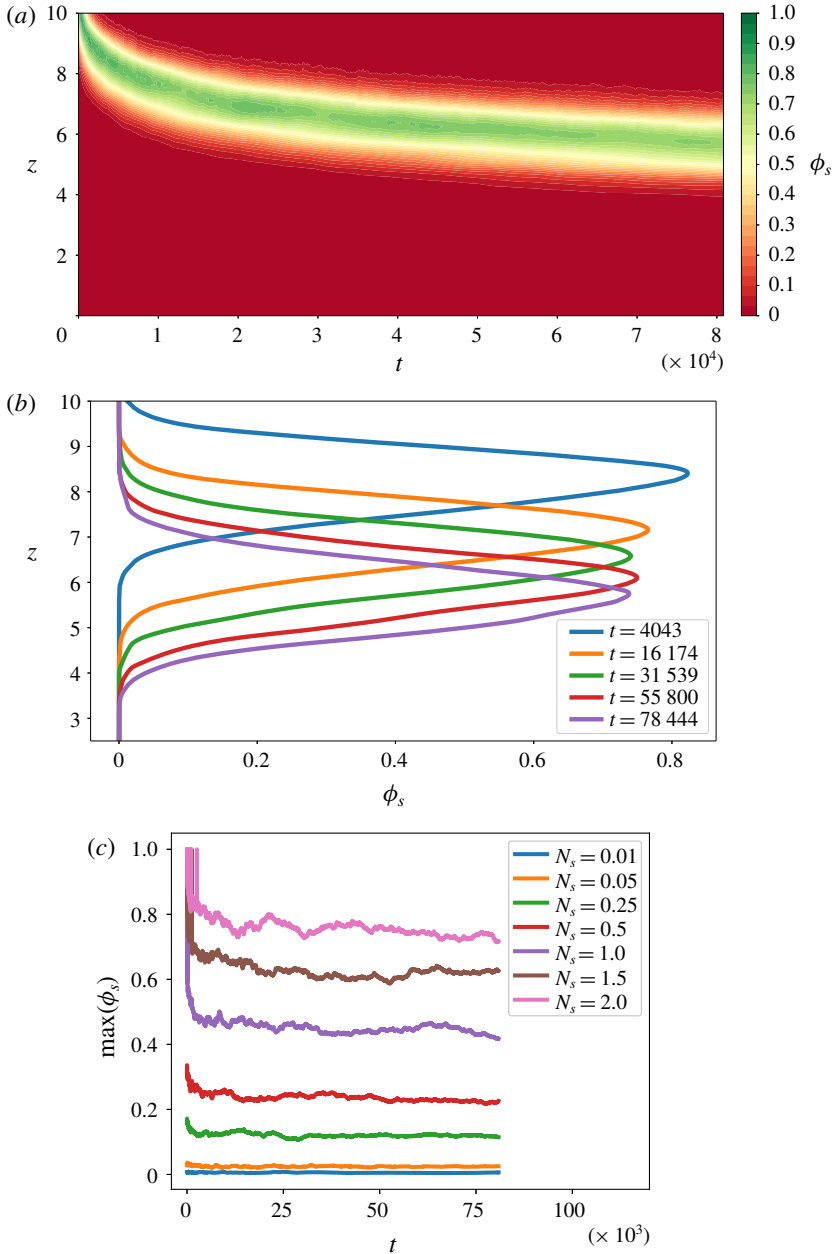 (a)
10
8
6
4
2
0
z
1 2 3 4 5 6 7 8
t
(× 10⁴)
1.0
0.9
0.8
0.7
0.6
0.5
0.4
0.3
0.2
0.1
0
ϕs
(b)
10
9
8
7
6
5
4
3
z
t = 4043
t = 16 174
t = 31 539
t = 55 800
t = 78 444
0 0.2 0.4 0.6 0.8
ϕs
(c)
1.0
0.8
0.6
0.4
0.2
0
max(ϕs)
Ns = 0.01
Ns = 0.05
Ns = 0.25
Ns = 0.5
Ns = 1.0
Ns = 1.5
Ns = 2.0
0 25 50 75 100
t
(× 10³)